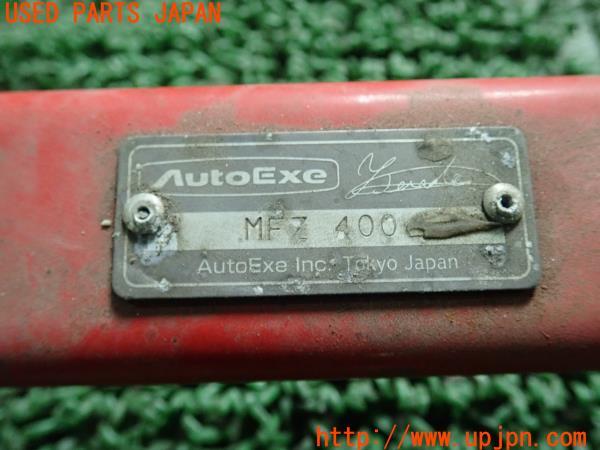 USED PARTS JAPAN
AutoExe
MFZ 400
AutoExe Inc. Tokyo Japan
http://www.upjpn.com/